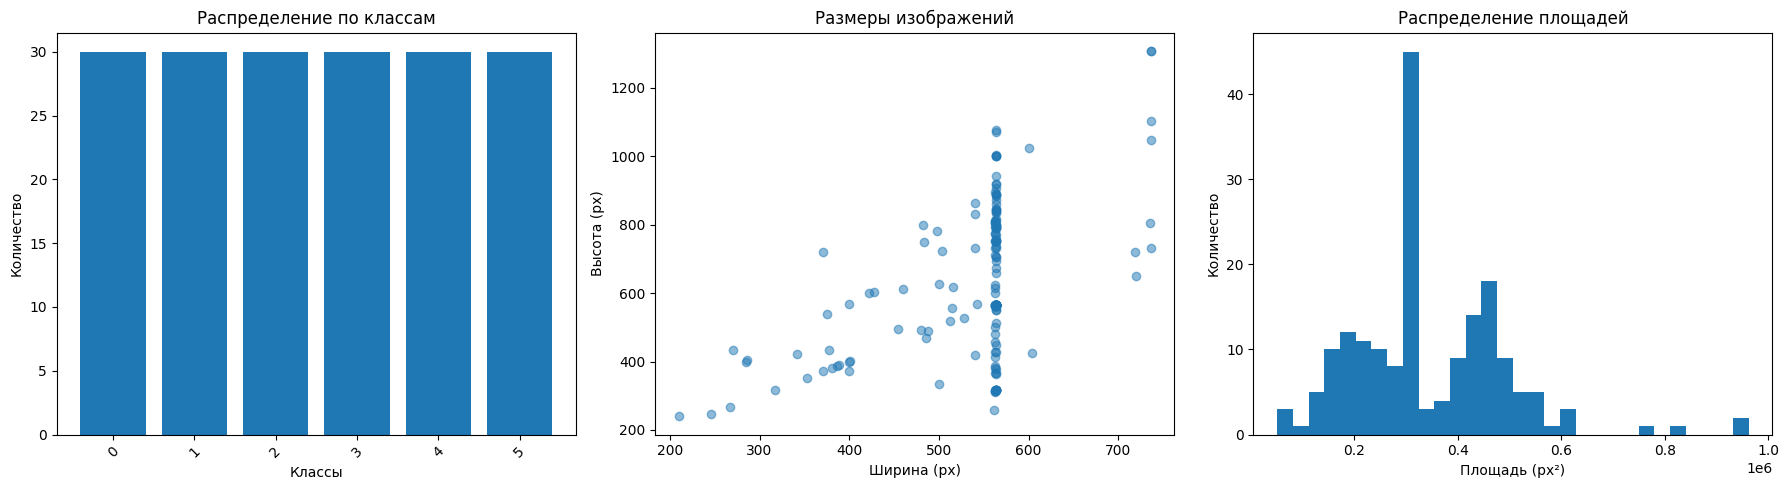 Распределение по классам
Количество
30
25
20
15
10
5
0
0 1 2 3 4 5
Классы
Размеры изображений
Высота (px)
1200
1000
800
600
400
200
200 300 400 500 600 700
Ширина (px)
Распределение площадей
Количество
40
30
20
10
0
0.2 0.4 0.6 0.8 1.0
1e6
Площадь (px²)